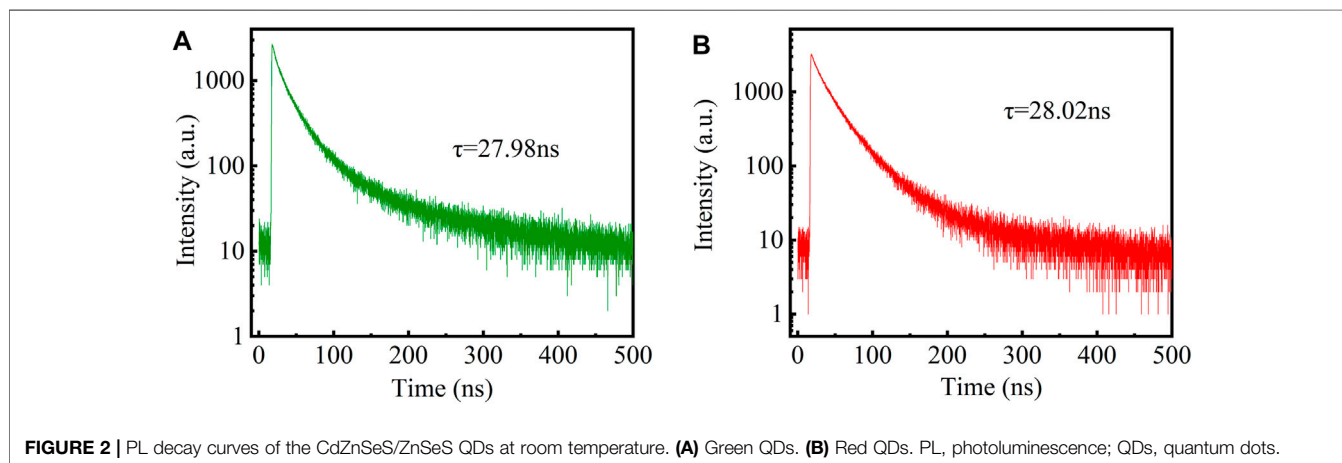 A
1000
100
10
1
Intensity (a.u.)
τ=27.98ns
0 100 200 300 400 500
Time (ns)
B
1000
100
10
1
Intensity (a.u.)
τ=28.02ns
0 100 200 300 400 500
Time (ns)
FIGURE 2 | PL decay curves of the CdZnSeS/ZnSeS QDs at room temperature. (A) Green QDs. (B) Red QDs. PL, photoluminescence; QDs, quantum dots.